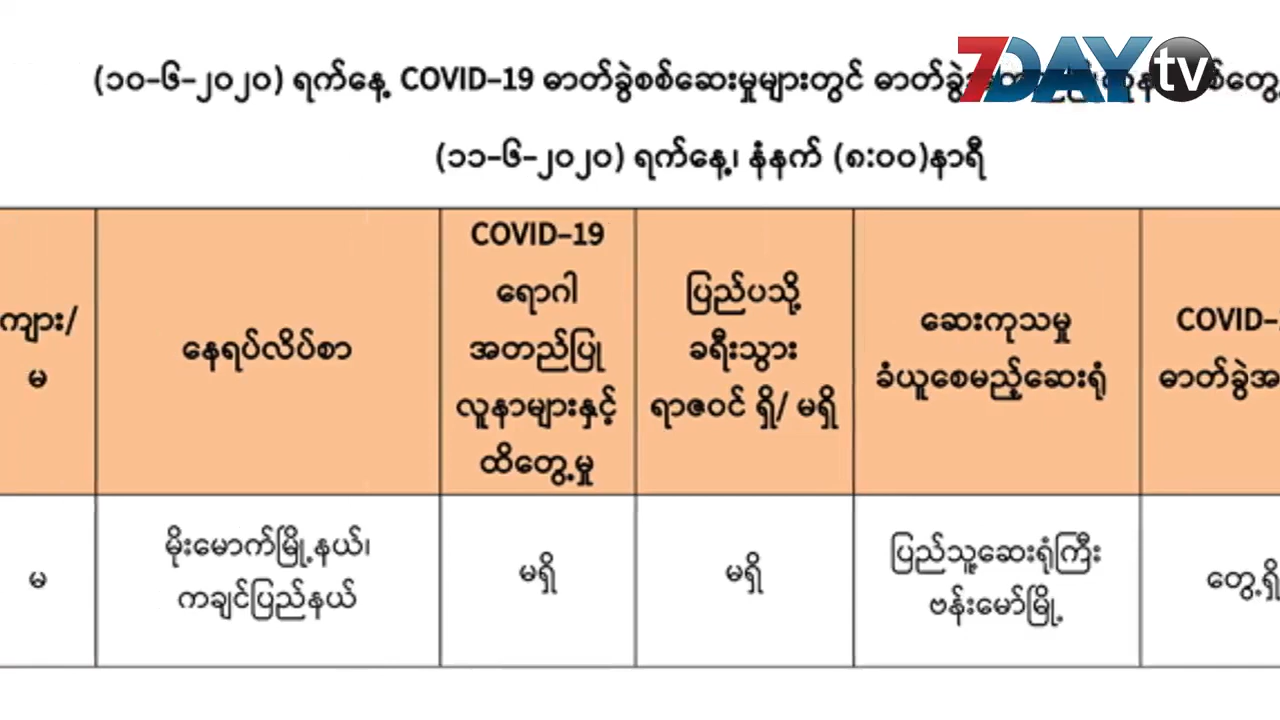 7DAY tv
(၁၀-၆-၂၀၂၀) ရက်နေ့ COVID-19 ဓာတ်ခွဲစစ်ဆေးမှုများတွင် ဓာတ်ခွဲ
(၁၁-၆-၂၀၂၀) ရက်နေ့၊ နံနက် (၈:၀၀)နာရီ
ကျား/
မ
နေရပ်လိပ်စာ
COVID-19
ရောဂါ
အတည်ပြု
လူနာများနှင့်
ထိတွေ့မှု
ပြည်ပသို့
ခရီးသွား
ရာဇဝင် ရှိ/ မရှိ
ဆေးကုသမှု
ခံယူစေမည့်ဆေးရုံ
COVID-
ဓာတ်ခွဲအ
မ
မိုးမောက်မြို့နယ်၊
ကချင်ပြည်နယ်
မရှိ
မရှိ
ပြည်သူ့ဆေးရုံကြီး
ဗန်းမော်မြို့
တွေ့ရှိ